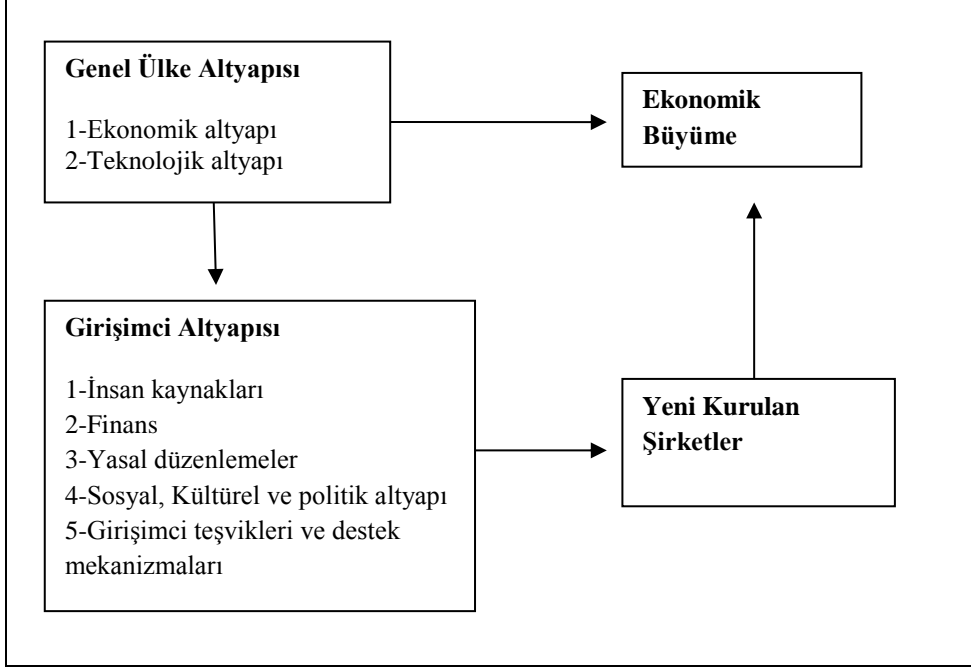 Genel Ülke Altyapısı
1-Ekonomik altyapı
2-Teknolojik altyapı
Ekonomik
Büyüme
Girişimci Altyapısı
1-İnsan kaynakları
2-Finans
3-Yasal düzenlemeler
4-Sosyal, Kültürel ve politik altyapı
5-Girişimci teşvikleri ve destek
mekanizmaları
Yeni Kurulan
Şirketler